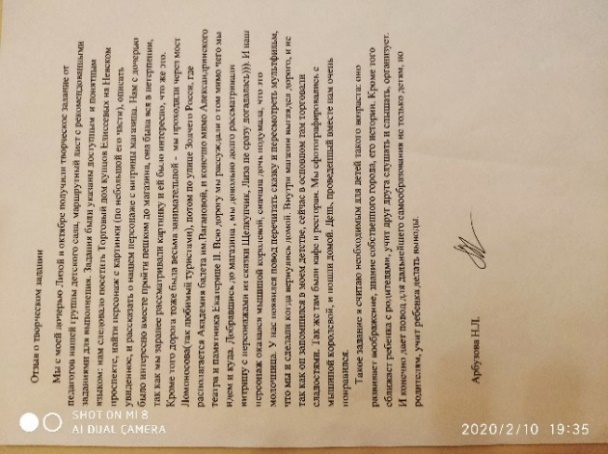 Отзыв о творческом задании
Мы с моей дочерью Лизой в октябре получили творческое задание от
педагогов нашей группы детского сада, маршрутный лист с рекомендованными
заданиями для выполнения. Задания были указаны доступным и понятным
языком: нам следовало посетить Торговый дом купцов Елисеевых на Невском
проспекте, найти персонаж с картинки (по небольшой его части), описать
увиденное, и рассказать о нашем персонаже с витрины магазина. Нам с дочерью
было интересно вместе пройти пешком до магазина, она была вся в нетерпении,
так как мы заранее рассматривали картинку и ей было интересно, что же это.
Кроме того дорога тоже была весьма занимательной - мы проходили через мост
Ломоносова(так любимый туристами), потом по улице Зодчего Росси, где
располагается Академия балета им Вагановой, и конечно мимо Александринского
театра и памятника Екатерине II. Всю дорогу мы рассуждали о том мимо чего мы
идем и куда. Добравшись, до магазина , мы довольно долго рассматривали
витрину с персонажами из сказки Щелкунчик, Лиза не сразу догадалась))) И наш
персонаж оказался мышиной королевой, сначала дочь подумала, что это
молочница. У нас появился повод перечитать сказку и пересмотреть мультфильм,
что мы и сделали когда вернулись домой. Внутри магазин выглядел дорого, и не
так как он запомнился в моем детстве, сейчас в основном там торговали
сладостями. Так же там были кафе и ресторан. Мы сфотографировались с
мышиной королевой, и пошли домой. День, проведенный вместе нам очень
понравился.
Такое задание я считаю необходимым для детей такого возраста: оно
развивает воображение, знание собственного города, его истории. Кроме того
сближает ребенка с родителями, учит друг друга слушать и слышать, организует.
И конечно дает повод для дальнейшего самообразования не только детям, но
родителям, учит ребенка делать выводы.
Арбузова Н.Л.
SHOT ON MI 8
AI DUAL CAMERA
2020/2/10 19:35